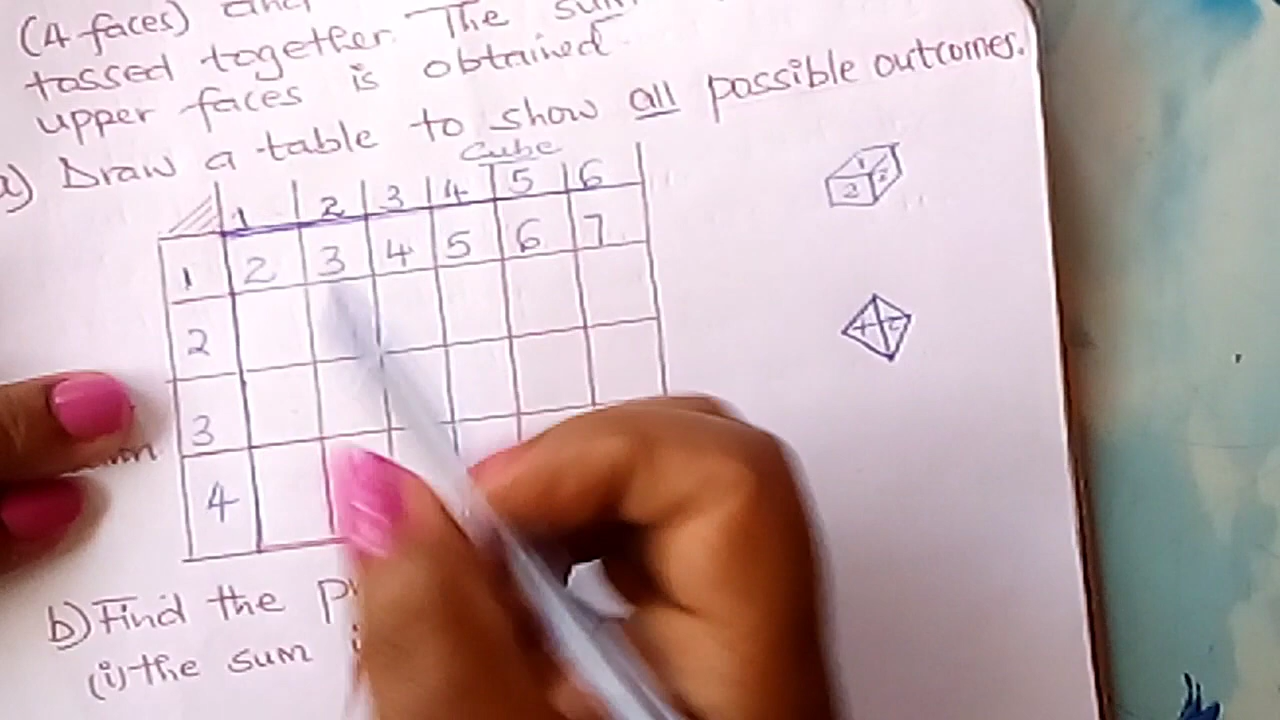 (4 faces) and
tossed together. The sum
upper faces is obtained
a) Draw a table to show all possible outcomes.
Cube
1 2 3 4 5 6
1 2 3 4 5 6 7
2
3
4
b) Find the
(i) the sum
1
2